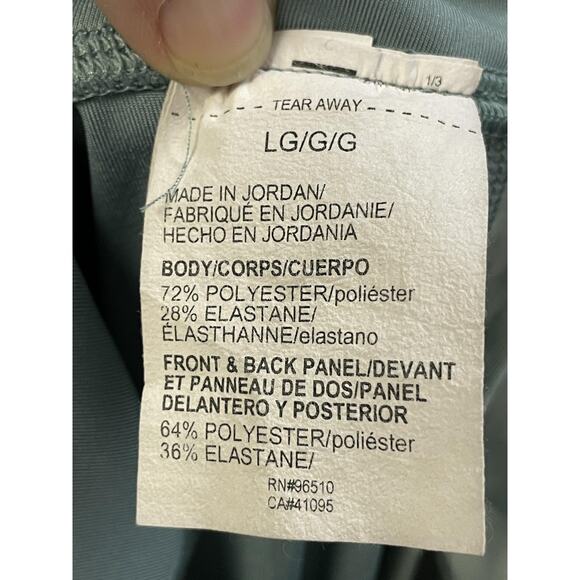 1/3
- TEAR AWAY -
LG/G/G
MADE IN JORDAN/
FABRIQUÉ EN JORDANIE/
HECHO EN JORDANIA
BODY/CORPS/CUERPO
72% POLYESTER/poliéster
28% ELASTANE/
ÉLASTHANNE/elastano
FRONT & BACK PANEL/DEVANT
ET PANNEAU DE DOS/PANEL
DELANTERO Y POSTERIOR
64% POLYESTER/poliéster
36% ELASTANE/
RN#96510
CA#41095